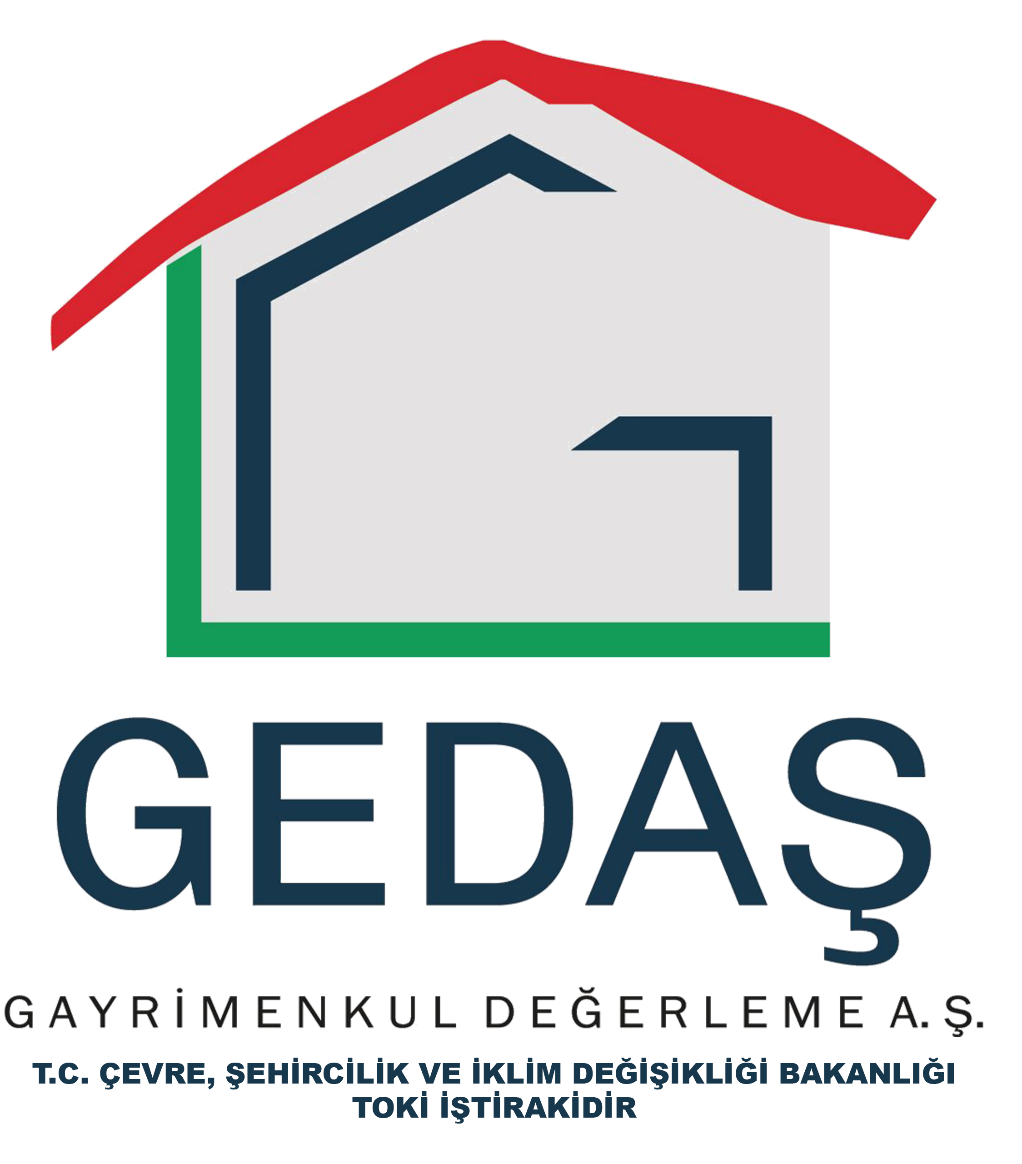 GEDAŞ
GAYRİMENKUL DEĞERLEME A.Ş.
T.C. ÇEVRE, ŞEHİRCİLİK VE İKLİM DEĞİŞİKLİĞİ BAKANLIĞI
TOKİ İŞTİRAKİDİR